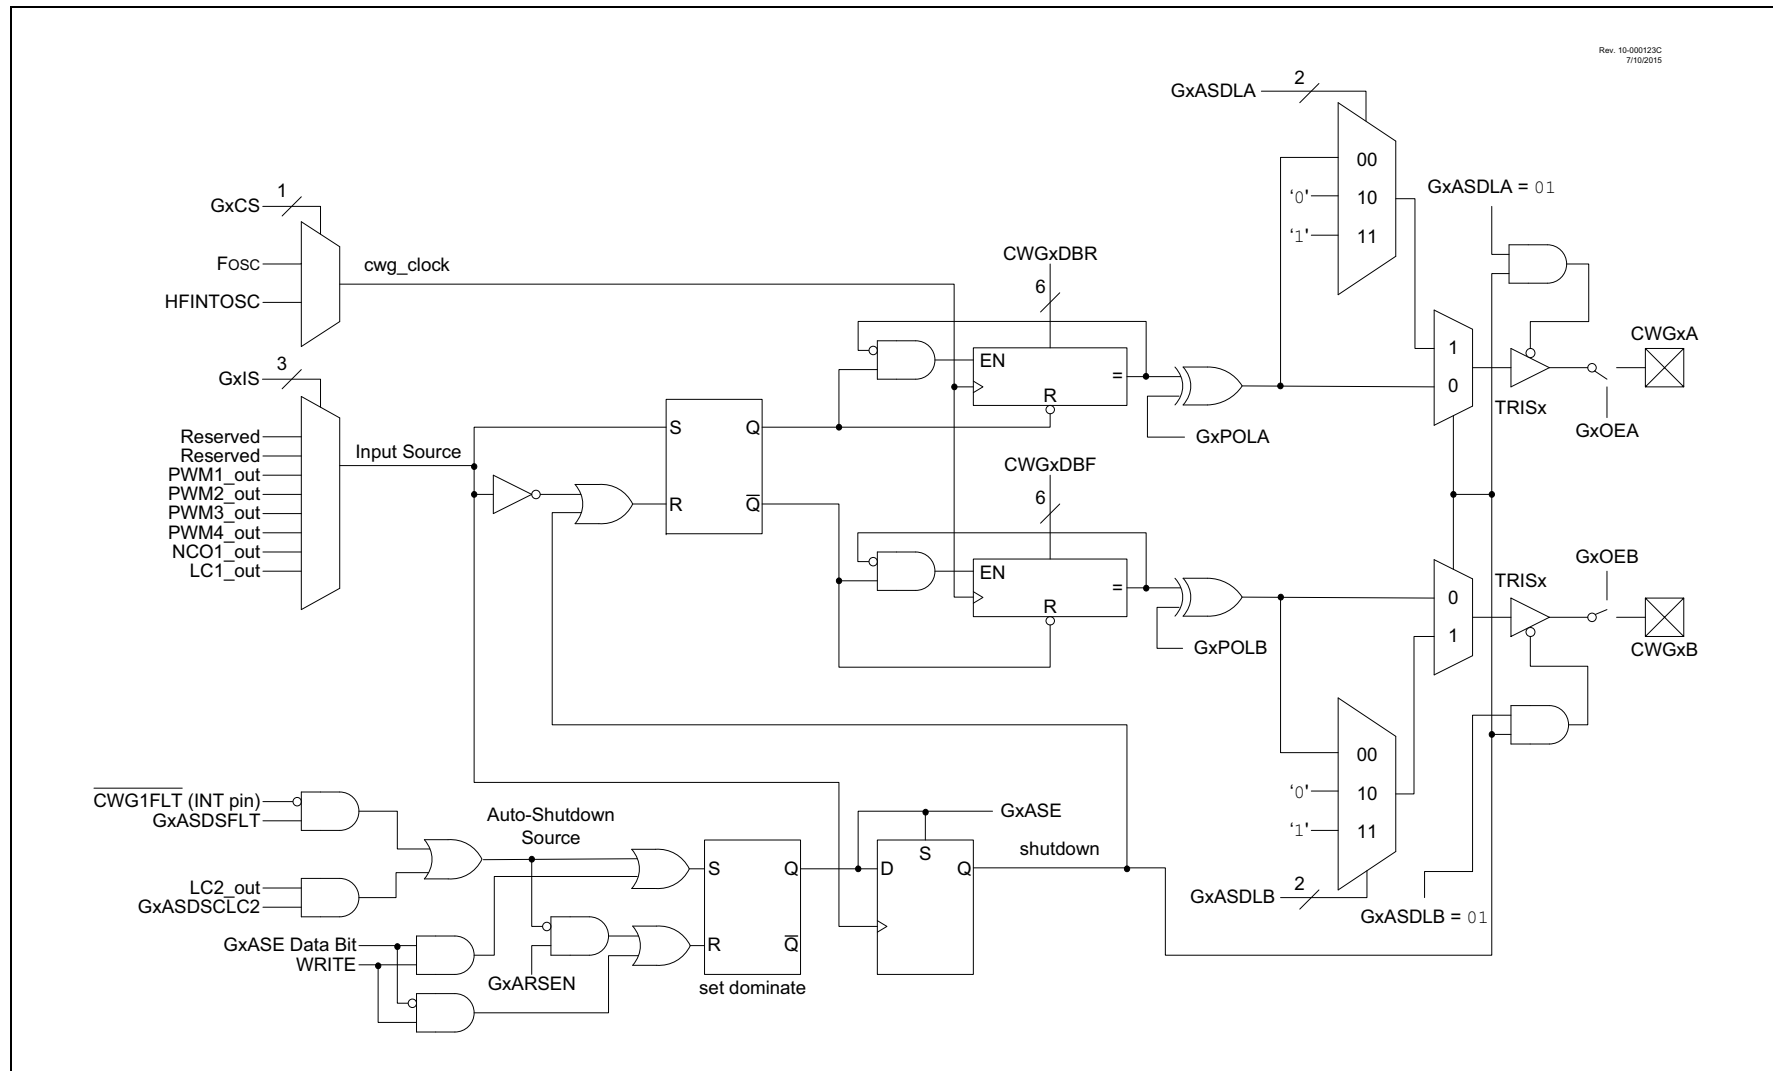 Rev. 10-000123C
7/10/2015
GxASDLA
2
00
‘0’
10
‘1’
11
GxASDLA = 01
GxCS
1
FOSC
HFINTOSC
cwg_clock
CWGxDBR
6
EN
=
R
GxPOLA
1
0
TRISx
CWGxA
GxOEA
GxIS
3
Reserved
Reserved
PWM1_out
PWM2_out
PWM3_out
PWM4_out
NCO1_out
LC1_out
Input Source
S
Q
R
Q
CWGxDBF
6
EN
=
R
GxPOLB
0
1
TRISx
GxOEB
CWGxB
00
‘0’
10
‘1’
11
GxASDLB
2
GxASDLB = 01
CWG1FLT (INT pin)
GxASDSFLT
LC2_out
GxASDSCLC2
Auto-Shutdown
Source
GxASE Data Bit
WRITE
GxARSEN
S
Q
R
Q
set dominate
S
D
Q
GxASE
shutdown